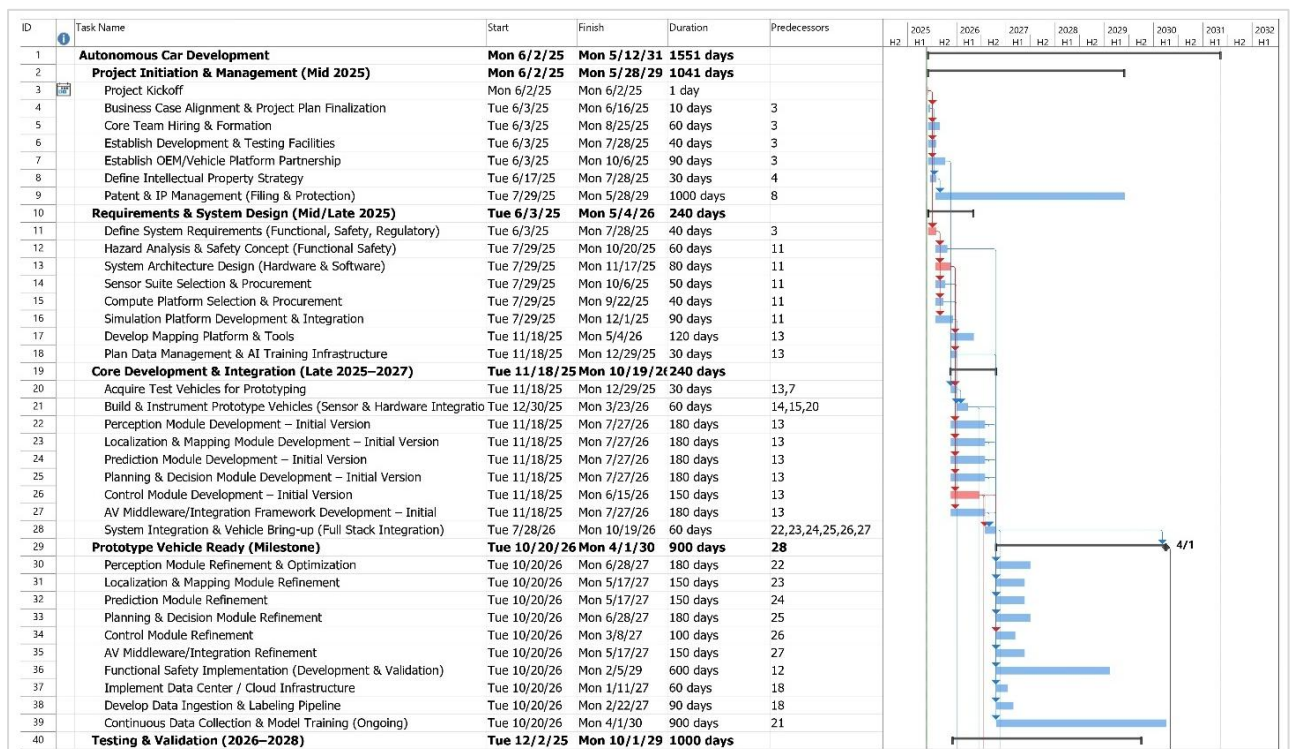 ID Task Name Start Finish Duration Predecessors
2025 2026 2027 2028 2029 2030 2031 2032
H2 H1 H2 H1 H2 H1 H2 H1 H2 H1 H2 H1 H2 H1 H2 H1
1 Autonomous Car Development Mon 6/2/25 Mon 5/12/31 1551 days
2 Project Initiation & Management (Mid 2025) Mon 6/2/25 Mon 5/28/29 1041 days
3 Project Kickoff Mon 6/2/25 Mon 6/2/25 1 day
4 Business Case Alignment & Project Plan Finalization Tue 6/3/25 Mon 6/16/25 10 days 3
5 Core Team Hiring & Formation Tue 6/3/25 Mon 8/25/25 60 days 3
6 Establish Development & Testing Facilities Tue 6/3/25 Mon 7/28/25 40 days 3
7 Establish OEM/Vehicle Platform Partnership Tue 6/3/25 Mon 10/6/25 90 days 3
8 Define Intellectual Property Strategy Tue 6/17/25 Mon 7/28/25 30 days 4
9 Patent & IP Management (Filing & Protection) Tue 7/29/25 Mon 5/28/29 1000 days 8
10 Requirements & System Design (Mid/Late 2025) Tue 6/3/25 Mon 5/4/26 240 days
11 Define System Requirements (Functional, Safety, Regulatory) Tue 6/3/25 Mon 7/28/25 40 days 3
12 Hazard Analysis & Safety Concept (Functional Safety) Tue 7/29/25 Mon 10/20/25 60 days 11
13 System Architecture Design (Hardware & Software) Tue 7/29/25 Mon 11/17/25 80 days 11
14 Sensor Suite Selection & Procurement Tue 7/29/25 Mon 10/6/25 50 days 11
15 Compute Platform Selection & Procurement Tue 7/29/25 Mon 9/22/25 40 days 11
16 Simulation Platform Development & Integration Tue 7/29/25 Mon 12/1/25 90 days 11
17 Develop Mapping Platform & Tools Tue 11/18/25 Mon 5/4/26 120 days 13
18 Plan Data Management & AI Training Infrastructure Tue 11/18/25 Mon 12/29/25 30 days 13
19 Core Development & Integration (Late 2025–2027) Tue 11/18/25 Mon 10/19/26 240 days
20 Acquire Test Vehicles for Prototyping Tue 11/18/25 Mon 12/29/25 30 days 13,7
21 Build & Instrument Prototype Vehicles (Sensor & Hardware Integratio Tue 12/30/25 Mon 3/23/26 60 days 14,15,20
22 Perception Module Development – Initial Version Tue 11/18/25 Mon 7/27/26 180 days 13
23 Localization & Mapping Module Development – Initial Version Tue 11/18/25 Mon 7/27/26 180 days 13
24 Prediction Module Development – Initial Version Tue 11/18/25 Mon 7/27/26 180 days 13
25 Planning & Decision Module Development – Initial Version Tue 11/18/25 Mon 7/27/26 180 days 13
26 Control Module Development – Initial Version Tue 11/18/25 Mon 6/15/26 150 days 13
27 AV Middleware/Integration Framework Development – Initial Tue 11/18/25 Mon 7/27/26 180 days 13
28 System Integration & Vehicle Bring-up (Full Stack Integration) Tue 7/28/26 Mon 10/19/26 60 days 22,23,24,25,26,27
29 Prototype Vehicle Ready (Milestone) Tue 10/20/26 Mon 4/1/30 900 days 28 4/1
30 Perception Module Refinement & Optimization Tue 10/20/26 Mon 6/28/27 180 days 22
31 Localization & Mapping Module Refinement Tue 10/20/26 Mon 5/17/27 150 days 23
32 Prediction Module Refinement Tue 10/20/26 Mon 5/17/27 150 days 24
33 Planning & Decision Module Refinement Tue 10/20/26 Mon 6/28/27 180 days 25
34 Control Module Refinement Tue 10/20/26 Mon 3/8/27 100 days 26
35 AV Middleware/Integration Refinement Tue 10/20/26 Mon 5/17/27 150 days 27
36 Functional Safety Implementation (Development & Validation) Tue 10/20/26 Mon 2/5/29 600 days 12
37 Implement Data Center / Cloud Infrastructure Tue 10/20/26 Mon 1/11/27 60 days 18
38 Develop Data Ingestion & Labeling Pipeline Tue 10/20/26 Mon 2/22/27 90 days 18
39 Continuous Data Collection & Model Training (Ongoing) Tue 10/20/26 Mon 4/1/30 900 days 21
40 Testing & Validation (2026–2028) Tue 12/2/25 Mon 10/1/29 1000 days